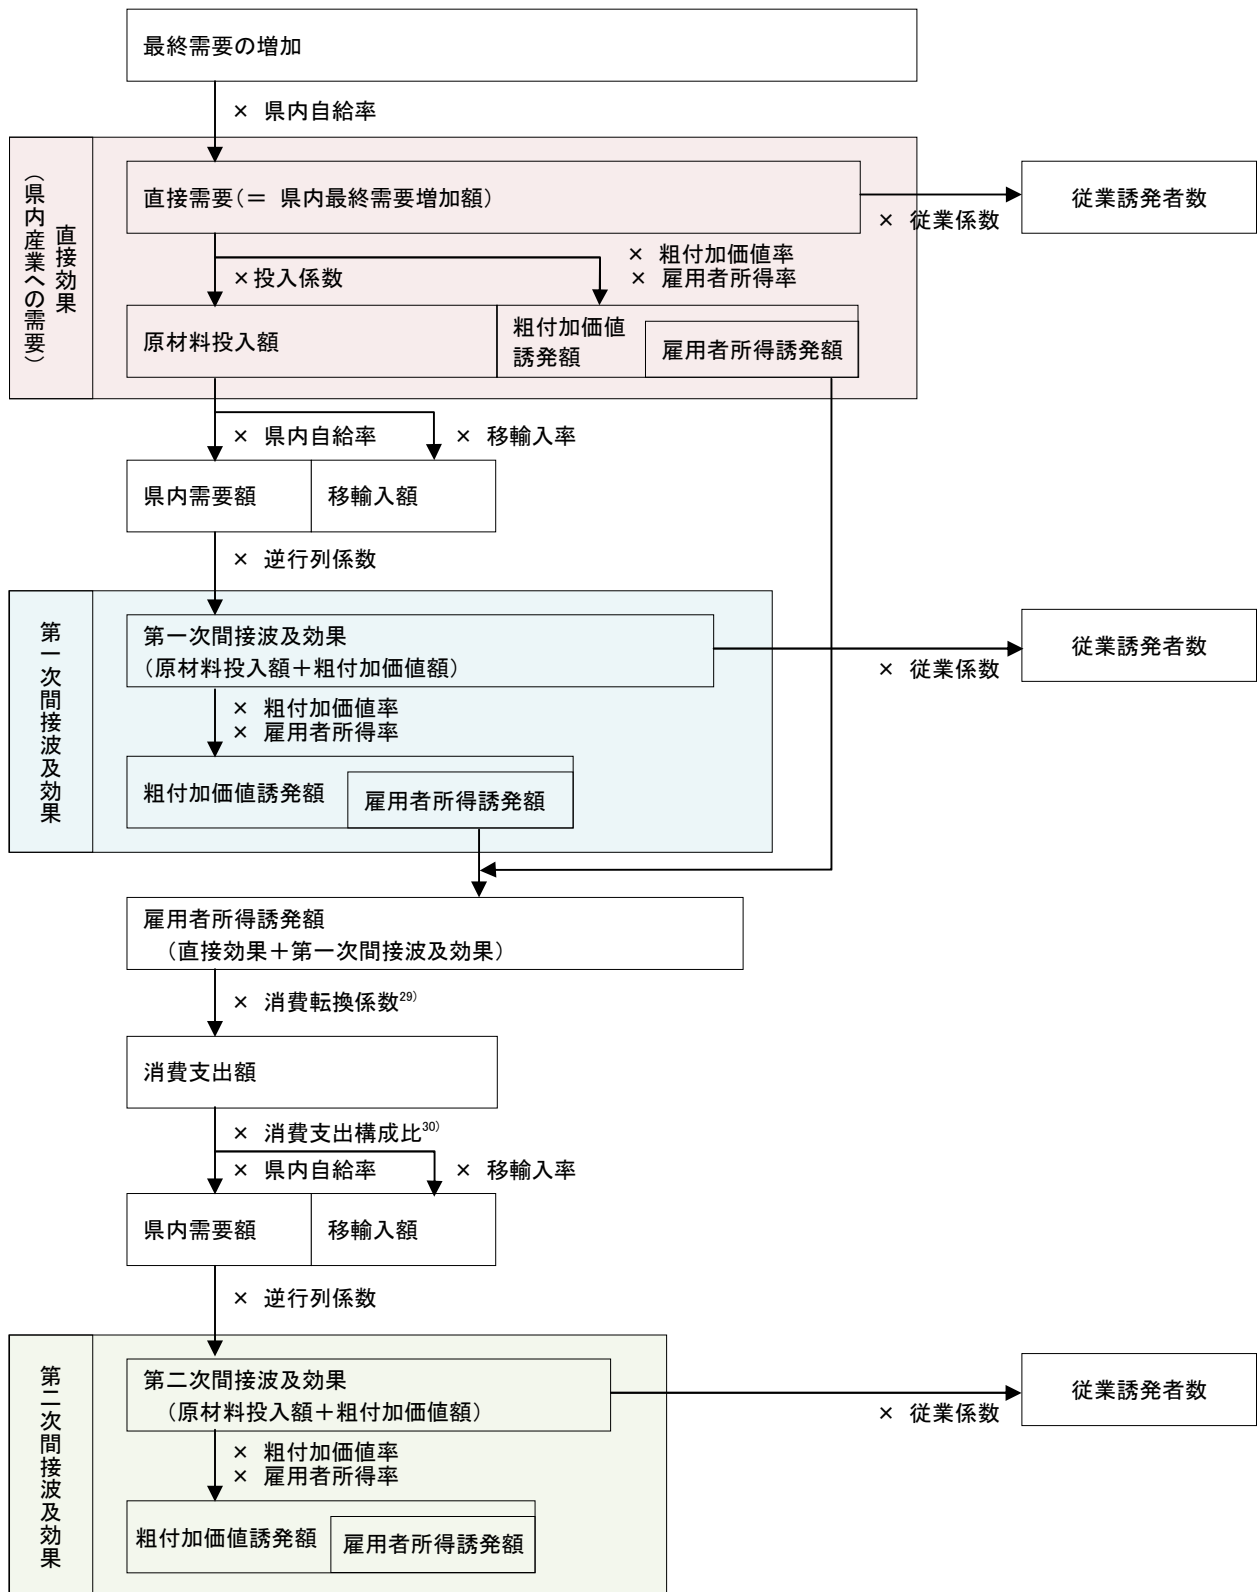 最終需要の増加
× 県内自給率
直接効果
（県内産業への需要）
直接需要（＝ 県内最終需要増加額）
× 従業係数
従業誘発者数
×投入係数
× 粗付加価値率
× 雇用者所得率
原材料投入額
粗付加価値
誘発額
雇用者所得誘発額
× 県内自給率
× 移輸入率
県内需要額
移輸入額
× 逆行列係数
第一次間接波及効果
第一次間接波及効果
（原材料投入額＋粗付加価値額）
× 従業係数
従業誘発者数
× 粗付加価値率
× 雇用者所得率
粗付加価値誘発額
雇用者所得誘発額
雇用者所得誘発額
（直接効果＋第一次間接波及効果）
× 消費転換係数29)
消費支出額
× 消費支出構成比30)
× 県内自給率
× 移輸入率
県内需要額
移輸入額
× 逆行列係数
第二次間接波及効果
第二次間接波及効果
（原材料投入額＋粗付加価値額）
× 従業係数
従業誘発者数
× 粗付加価値率
× 雇用者所得率
粗付加価値誘発額
雇用者所得誘発額